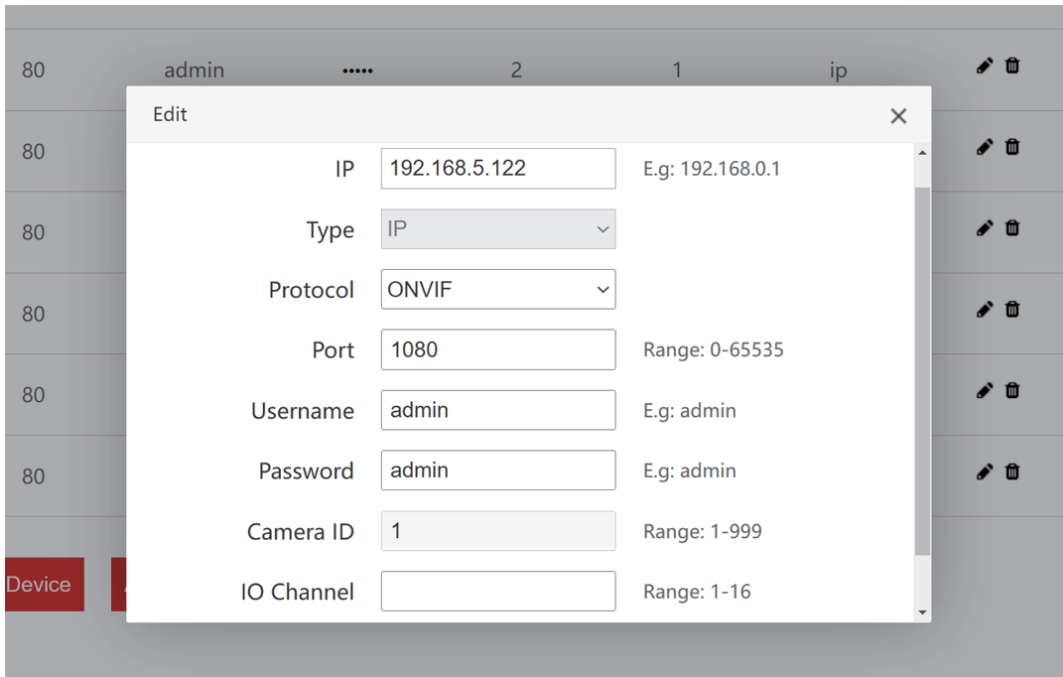 80 admin ••••• 2 1 ip
Edit
80
IP 192.168.5.122 E.g: 192.168.0.1
Type IP
80
Protocol ONVIF
80
Port 1080 Range: 0-65535
80
Username admin E.g: admin
80
Password admin E.g: admin
Camera ID 1 Range: 1-999
Device
IO Channel Range: 1-16